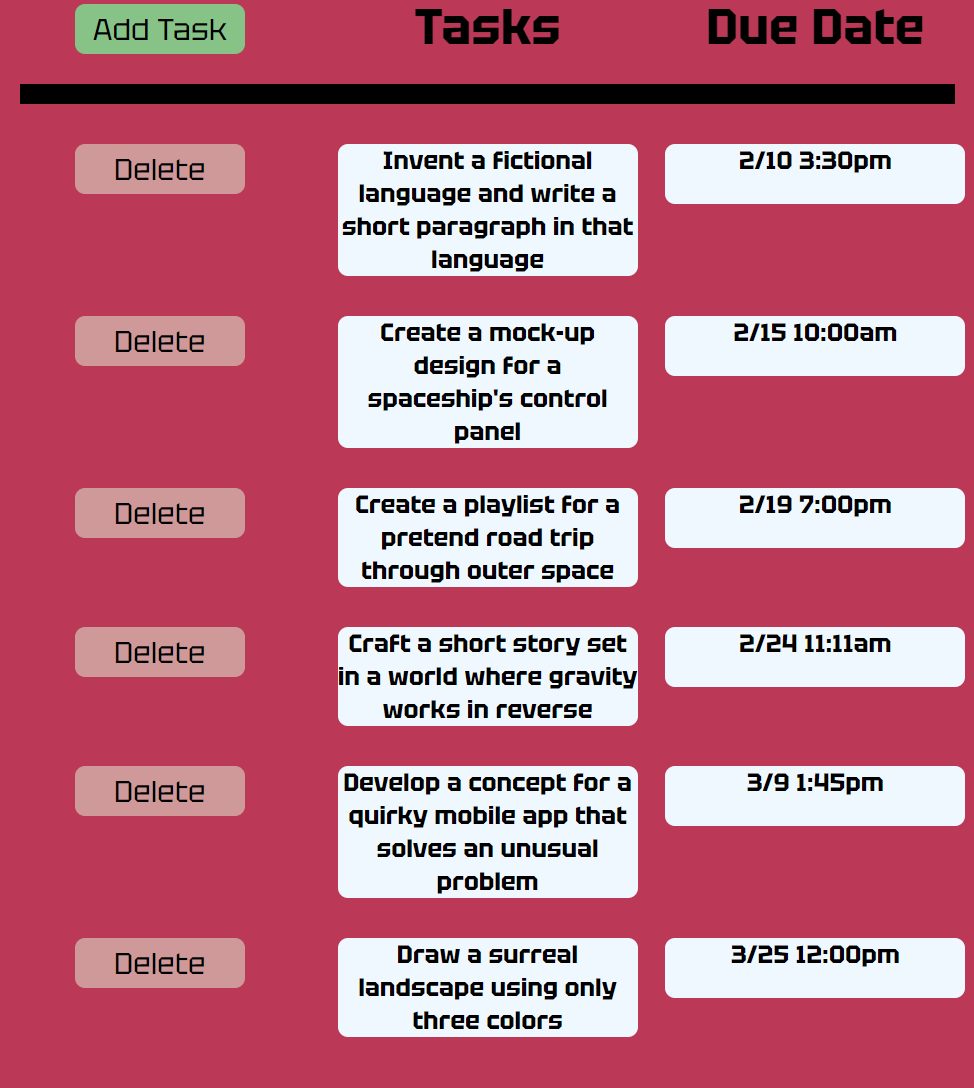 Add Task
Tasks
Due Date
Delete
Invent a fictional
language and write a
short paragraph in that
language
2/10 3:30pm
Delete
Create a mock-up
design for a
spaceship's control
panel
2/15 10:00am
Delete
Create a playlist for a
pretend road trip
through outer space
2/19 7:00pm
Delete
Craft a short story set
in a world where gravity
works in reverse
2/24 11:11am
Delete
Develop a concept for a
quirky mobile app that
solves an unusual
problem
3/9 1:45pm
Delete
Draw a surreal
landscape using only
three colors
3/25 12:00pm